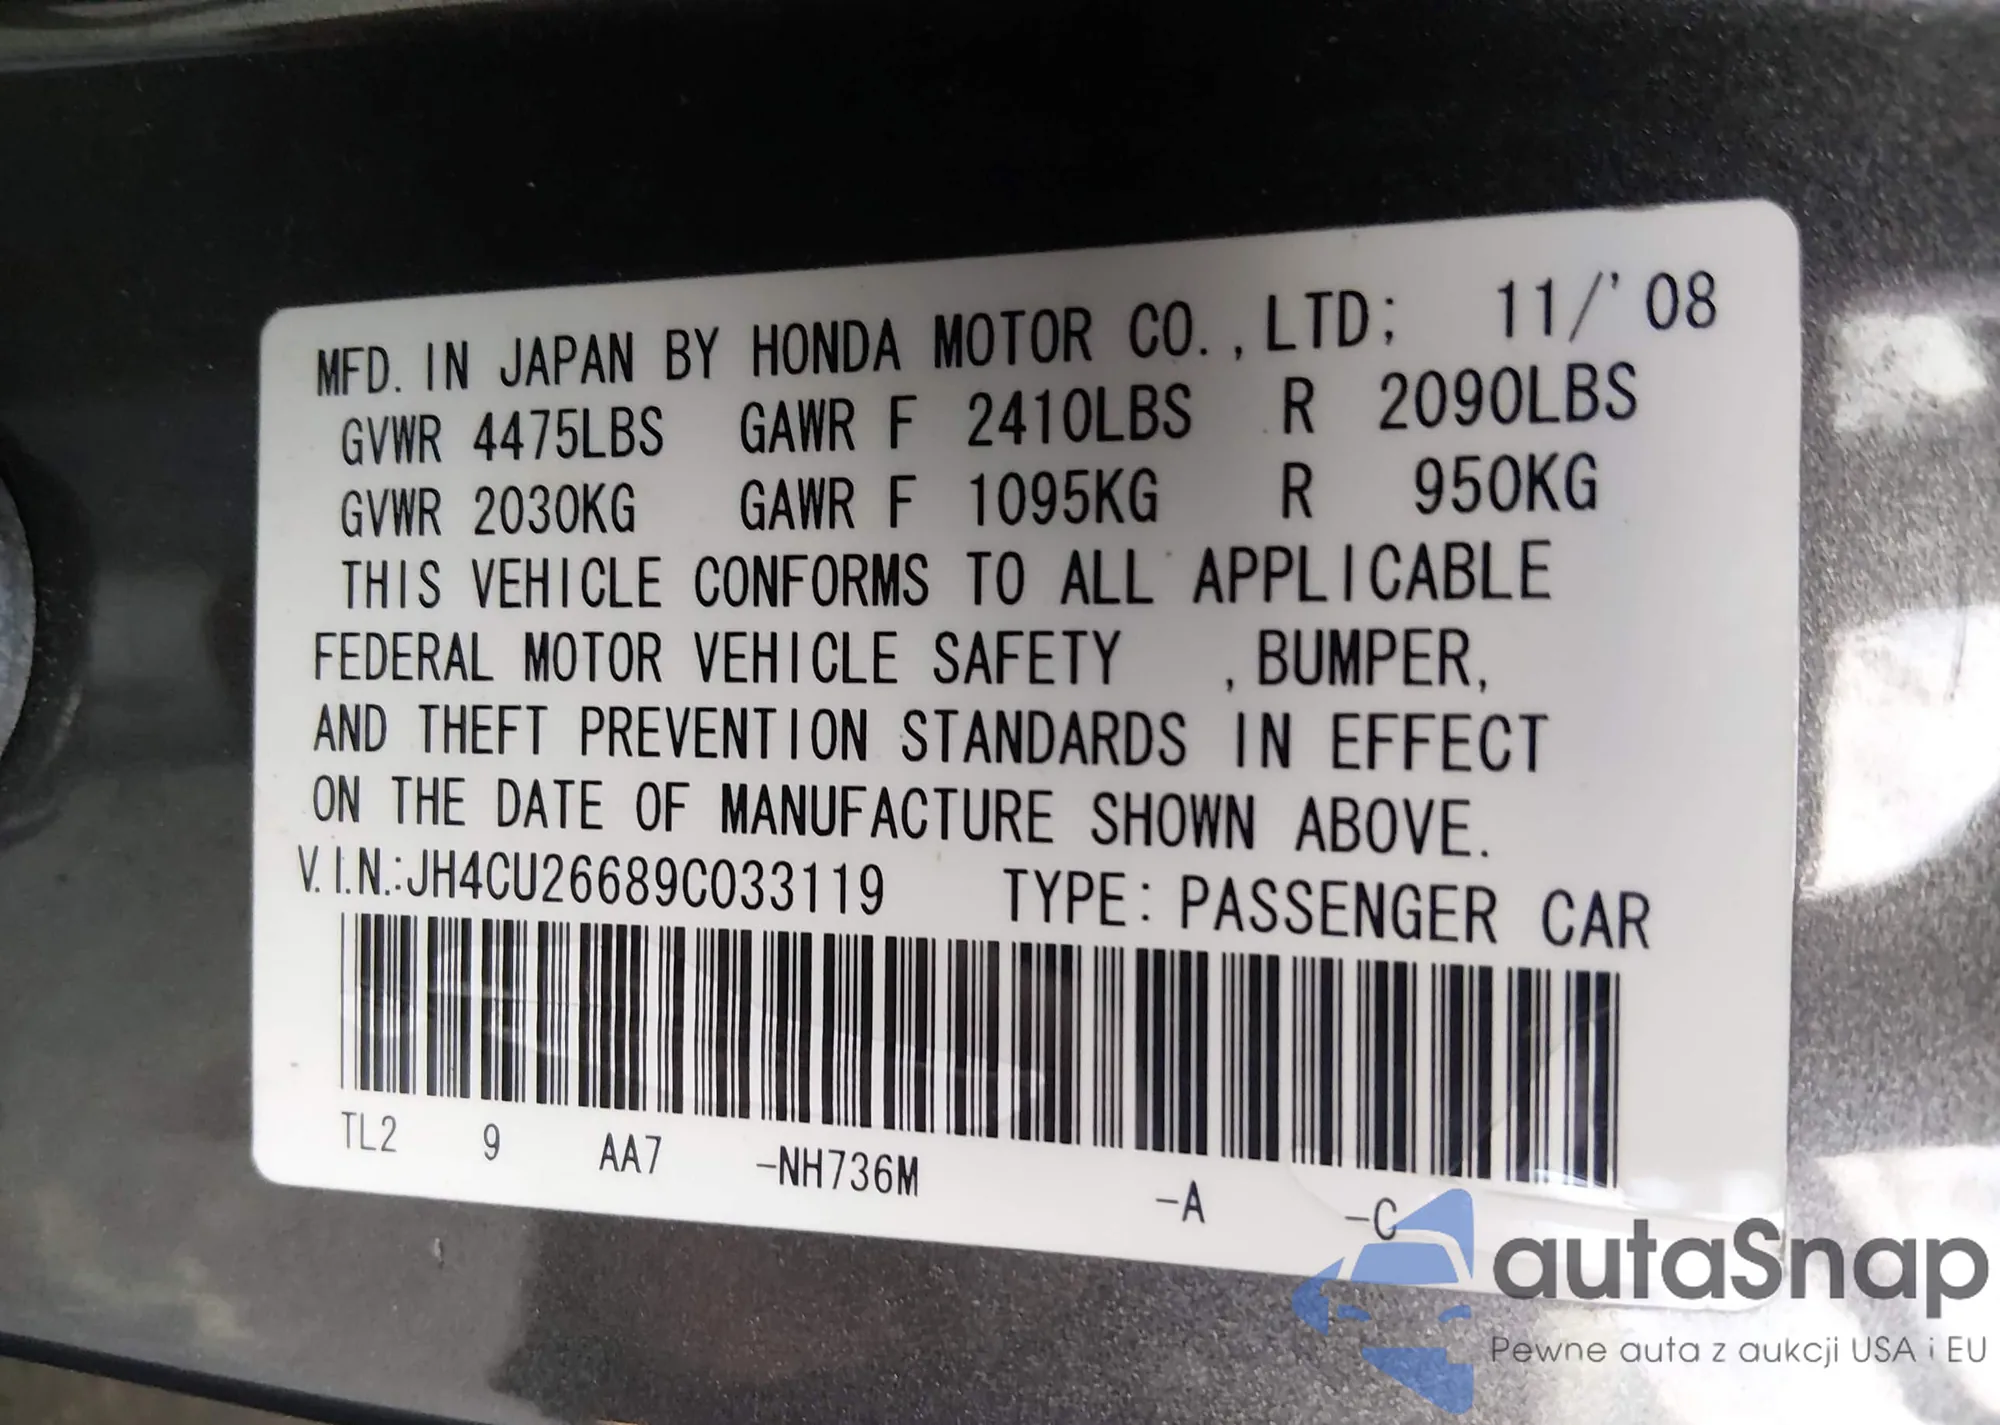 MFD. IN JAPAN BY HONDA MOTOR CO.,LTD; 11/'08
GVWR 4475LBS GAWR F 2410LBS R 2090LBS
GVWR 2030KG GAWR F 1095KG R 950KG
THIS VEHICLE CONFORMS TO ALL APPLICABLE
FEDERAL MOTOR VEHICLE SAFETY , BUMPER,
AND THEFT PREVENTION STANDARDS IN EFFECT
ON THE DATE OF MANUFACTURE SHOWN ABOVE.
V.I.N.:JH4CU26689C033119 TYPE: PASSENGER CAR
TL2 9 AA7 -NH736M -A -C
autaSnap
Pewne auta z aukcji USA i EU